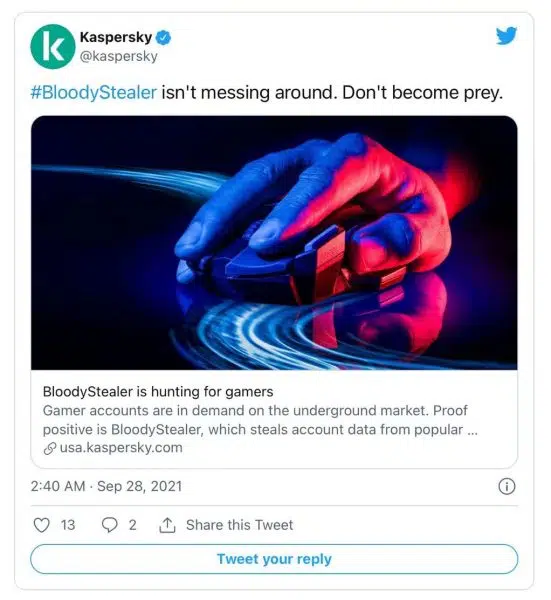 Kaspersky
@kaspersky
#BloodyStealer isn't messing around. Don't become prey.
BloodyStealer is hunting for gamers
Gamer accounts are in demand on the underground market. Proof
positive is BloodyStealer, which steals account data from popular ...
usa.kaspersky.com
2:40 AM · Sep 28, 2021
13 2 Share this Tweet
Tweet your reply